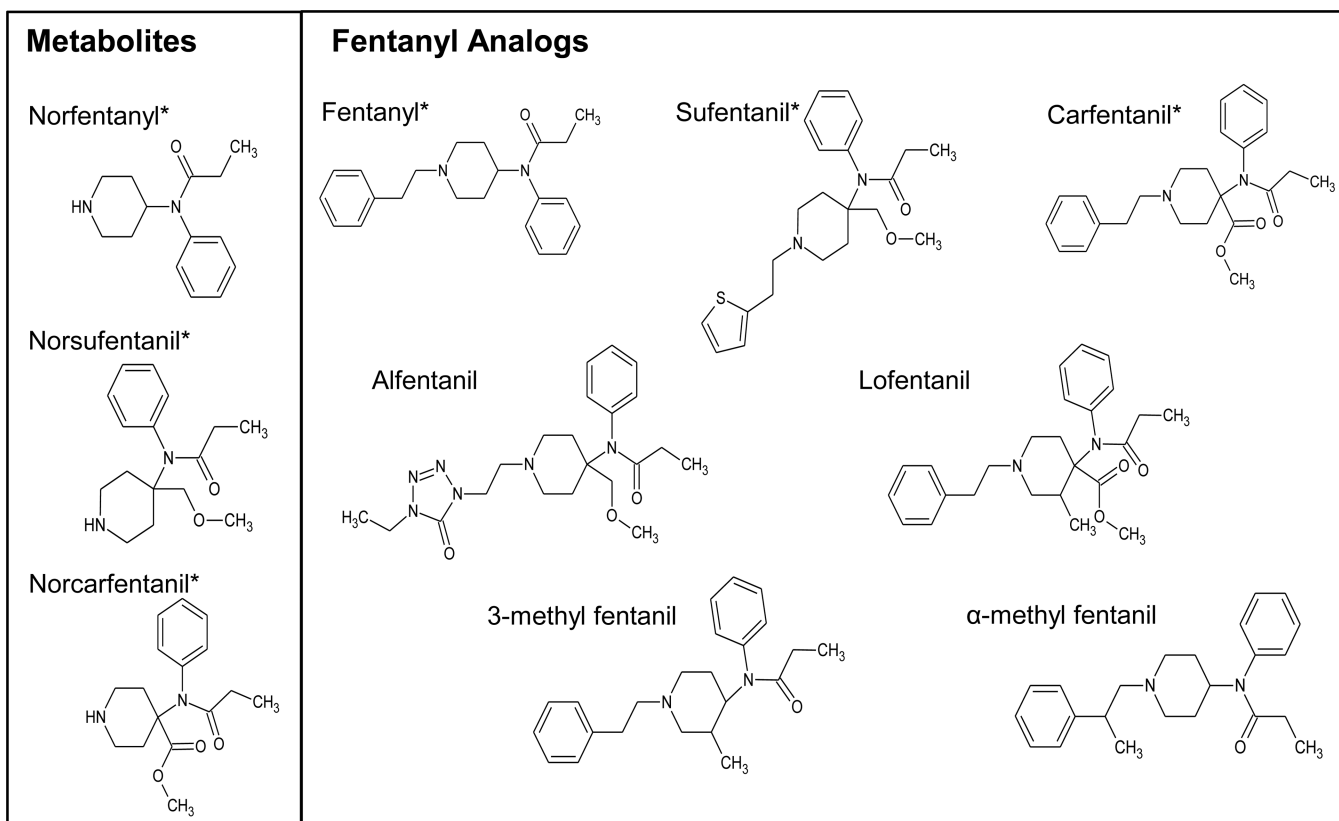 Metabolites
Fentanyl Analogs
Norfentanyl*
O
CH3
HN
N
Fentanyl*
O
CH3
N
N
Sufentanil*
CH3
N
O
N
O—CH3
S
Carfentanil*
N
CH3
N
O
O
O
CH3
Norsufentanil*
N
CH3
O
HN
O—CH3
Alfentanil
N
N
CH3
N
N
N
O
N
O
CH3
H3C
O
Lofentanil
CH3
N
N
O
O
CH3
O
CH3
Norcarfentanil*
N
HN
CH3
O
O
O
CH3
3-methyl fentanil
CH3
N
N
O
CH3
α-methyl fentanil
N
N
CH3
O
CH3